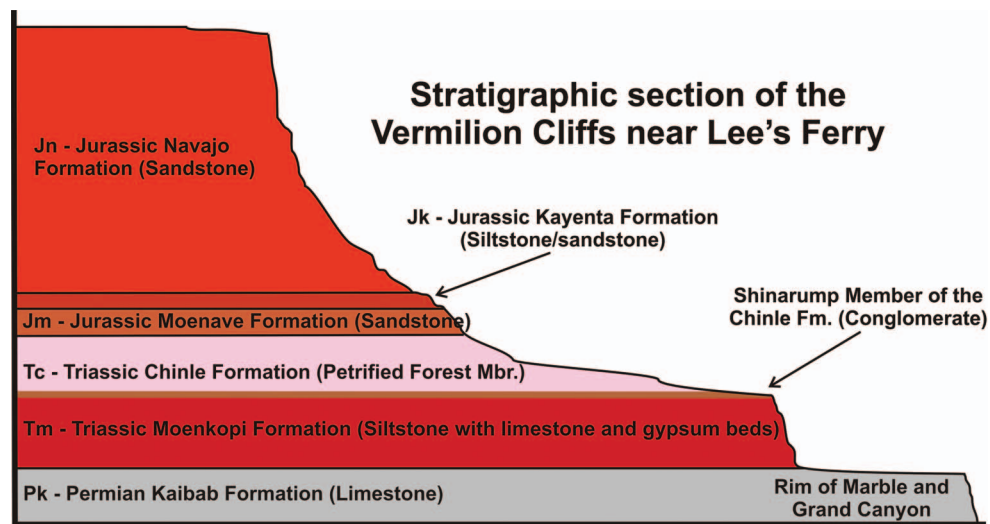 Stratigraphic section of the
Vermilion Cliffs near Lee's Ferry
Jn - Jurassic Navajo
Formation (Sandstone)
Jk - Jurassic Kayenta Formation
(Siltstone/sandstone)
Shinarump Member of the
Chinle Fm. (Conglomerate)
Jm - Jurassic Moenave Formation (Sandstone)
Tc - Triassic Chinle Formation (Petrified Forest Mbr.)
Tm - Triassic Moenkopi Formation (Siltstone with limestone and gypsum beds)
Pk - Permian Kaibab Formation (Limestone)
Rim of Marble and
Grand Canyon